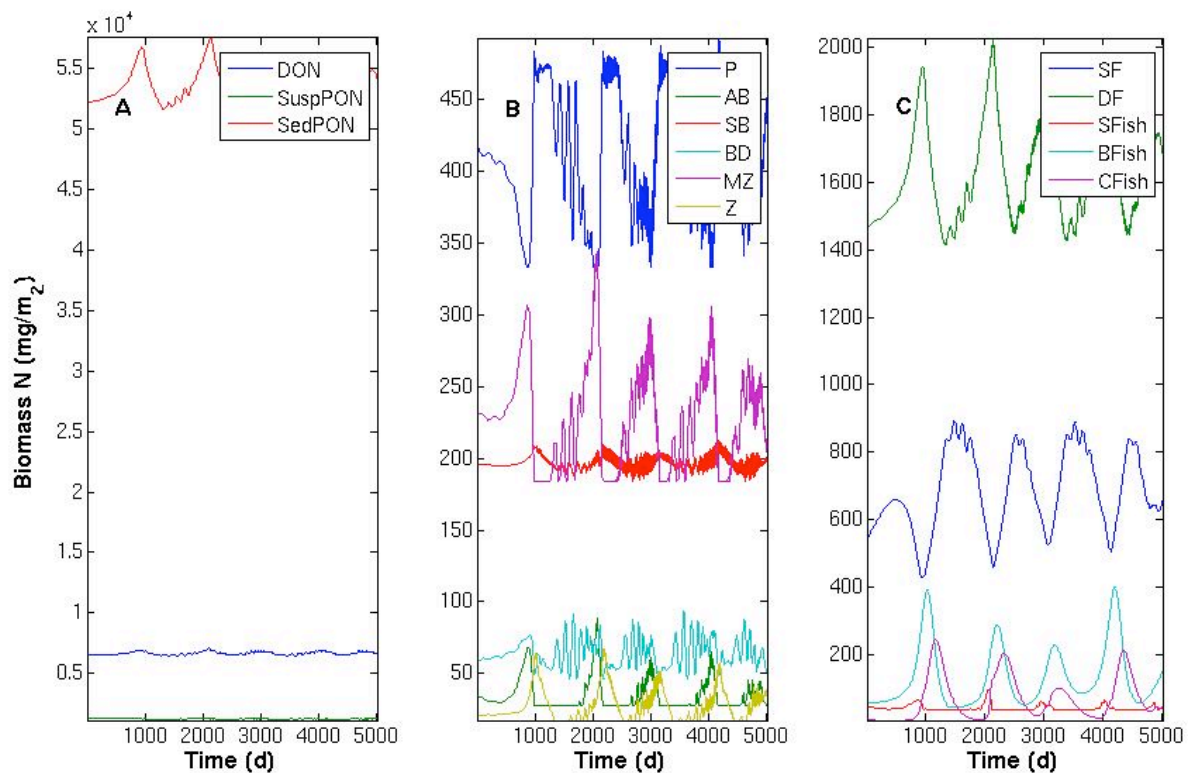 x 10⁴
5.5
5
4.5
4
3.5
3
2.5
2
1.5
1
0.5
1000 2000 3000 4000 5000
Time (d)
Biomass N (mg/m₂)
A
DON
SuspPON
SedPON
450
400
350
300
250
200
150
100
50
1000 2000 3000 4000 5000
Time (d)
B
P
AB
SB
BD
MZ
Z
2000
1800
1600
1400
1200
1000
800
600
400
200
1000 2000 3000 4000 5000
Time (d)
C
SF
DF
SFish
BFish
CFish